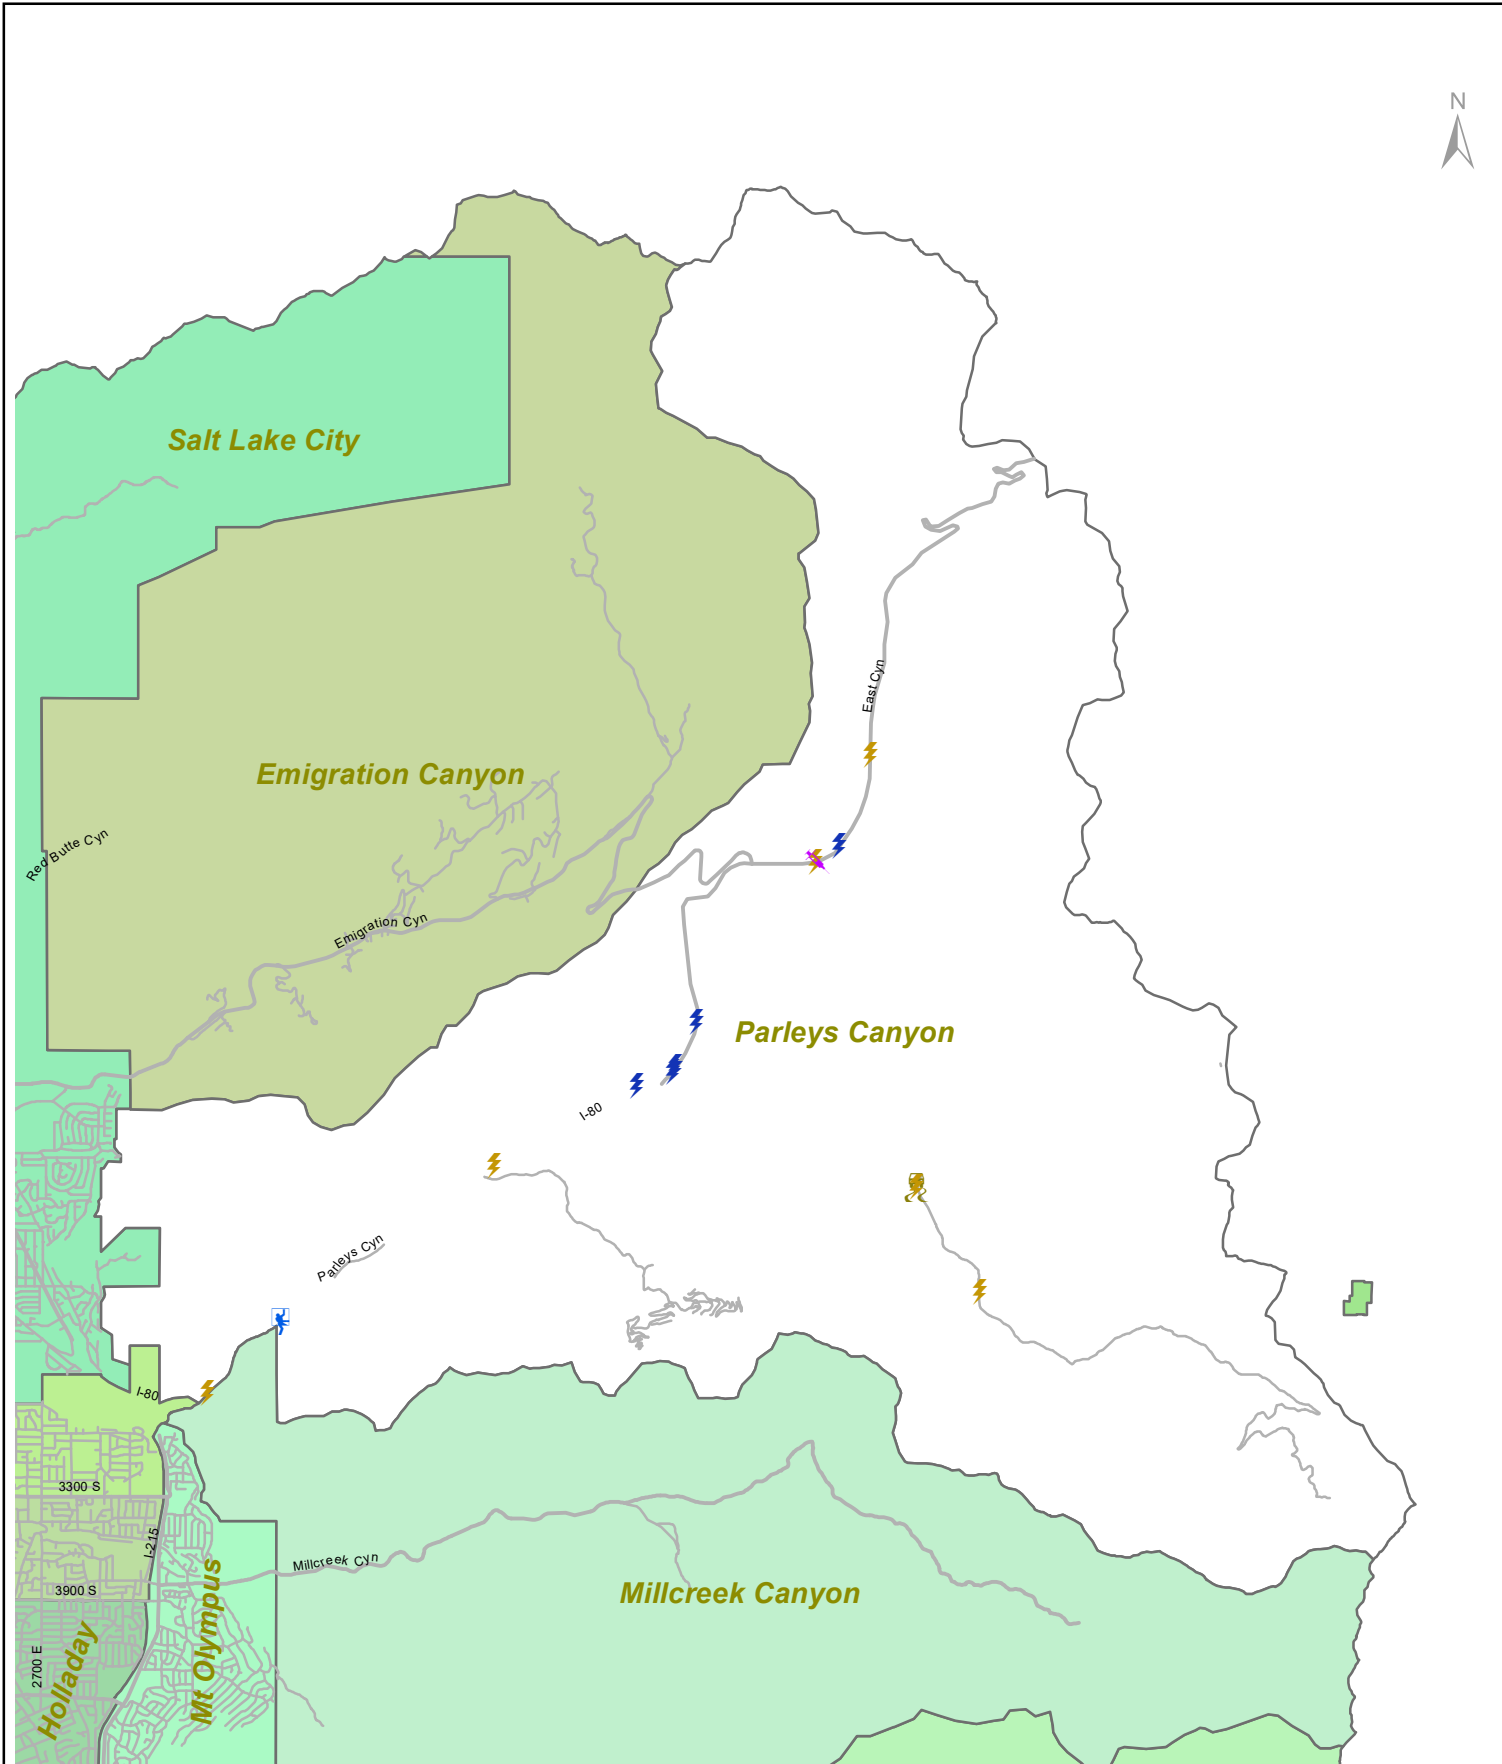 N
Salt Lake City
East Cyn
Emigration Canyon
Red Butte Cyn
Emigration Cyn
Parleys Canyon
I-80
Parleys Cyn
I-80
3300 S
I-215
Millcreek Cyn
3900 S
Millcreek Canyon
Mt Olympus
Holladay
2700 E